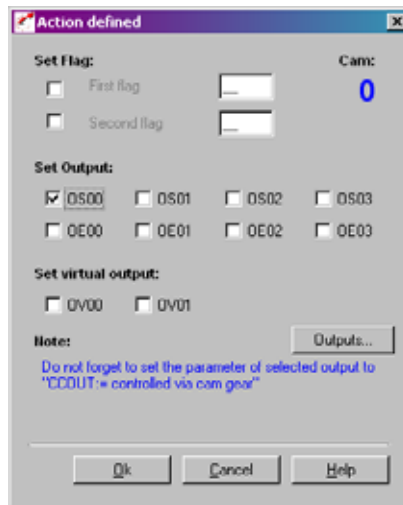 Action defined
Set Flag: Cam:
First flag __ 0
Second flag __
Set Output:
OS00 OS01 OS02 OS03
OE00 OE01 OE02 OE03
Set virtual output:
OV00 OV01
Note: Outputs...
Do not forget to set the parameter of selected output to
"CCOUT:= controlled via cam gear"
Ok Cancel Help